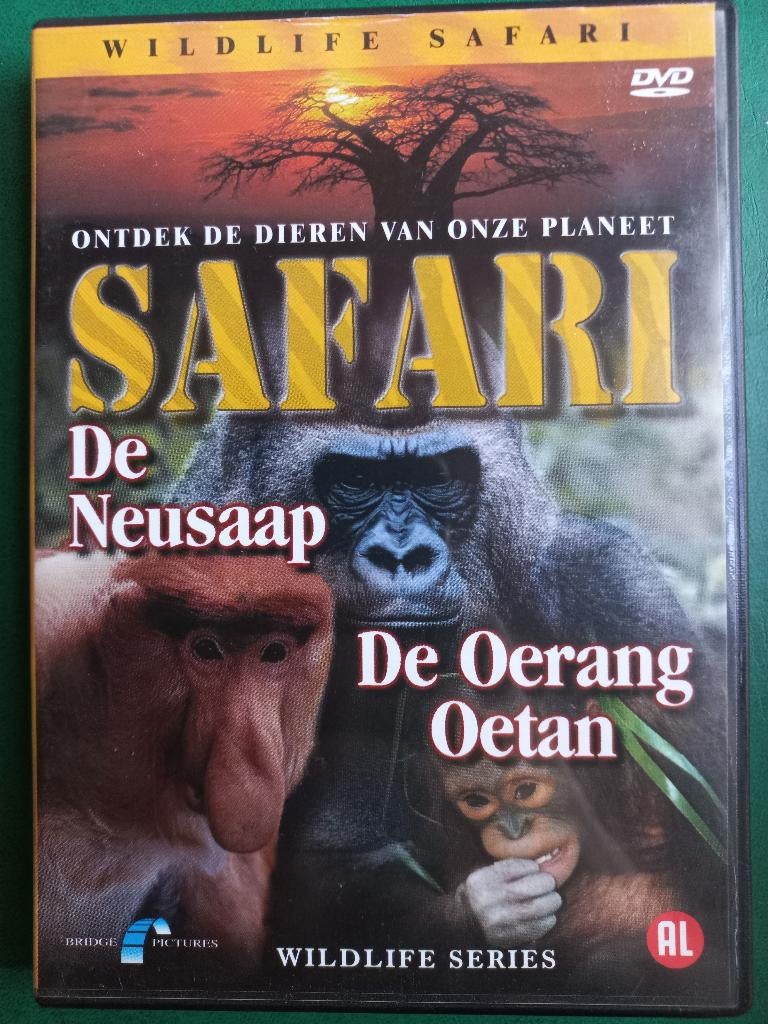 WILDLIFE SAFARI
DVD
ONTDEK DE DIEREN VAN ONZE PLANEET
SAFARI
De
Neusaap
De Oerang
Oetan
BRIDGE PICTURES
WILDLIFE SERIES
AL